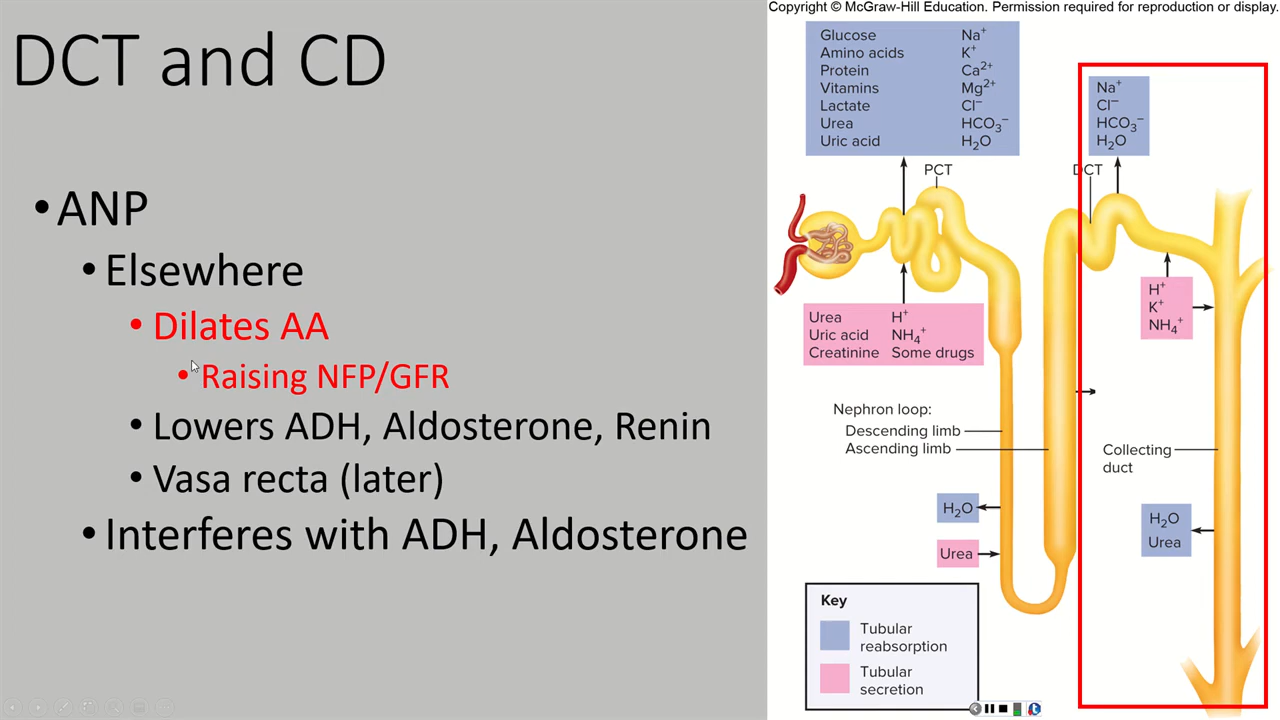 Copyright © McGraw-Hill Education. Permission required for reproduction or display.
DCT and CD
• ANP
• Elsewhere
• Dilates AA
• Raising NFP/GFR
• Lowers ADH, Aldosterone, Renin
• Vasa recta (later)
• Interferes with ADH, Aldosterone
Glucose Na⁺
Amino acids K⁺
Protein Ca²⁺
Vitamins Mg²⁺
Lactate Cl⁻
Urea HCO₃⁻
Uric acid H₂O
Na⁺
Cl⁻
HCO₃⁻
H₂O
PCT
DCT
Urea H⁺
Uric acid NH₄⁺
Creatinine Some drugs
H⁺
K⁺
NH₄⁺
Nephron loop:
Descending limb
Ascending limb
Collecting
duct
H₂O
Urea
H₂O
Urea
Key
Tubular
reabsorption
Tubular
secretion